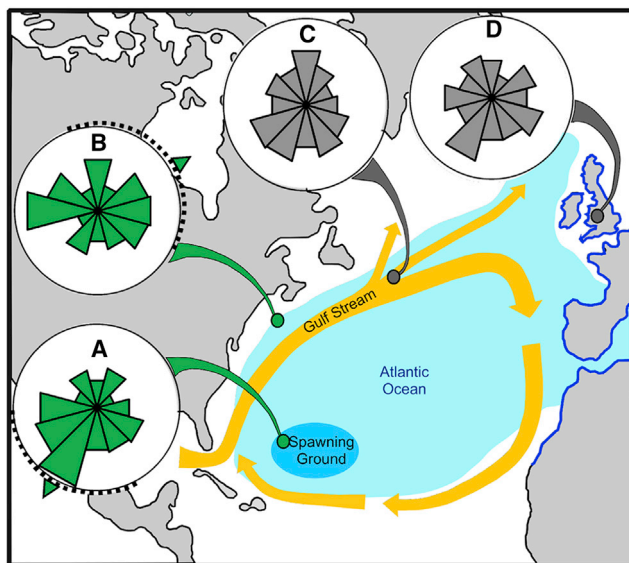 C
D
B
Gulf Stream
A
Atlantic
Ocean
Spawning
Ground